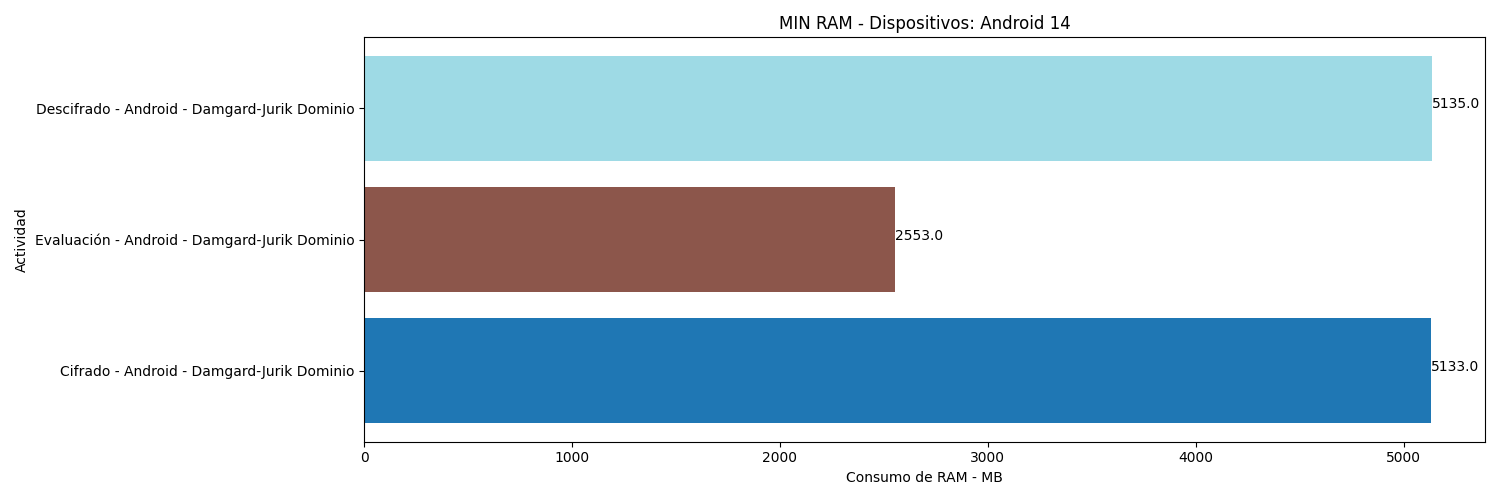 MIN RAM - Dispositivos: Android 14
Actividad
Descifrado - Android - Damgard-Jurik Dominio
5135.0
Evaluación - Android - Damgard-Jurik Dominio
2553.0
Cifrado - Android - Damgard-Jurik Dominio
5133.0
0 1000 2000 3000 4000 5000
Consumo de RAM - MB